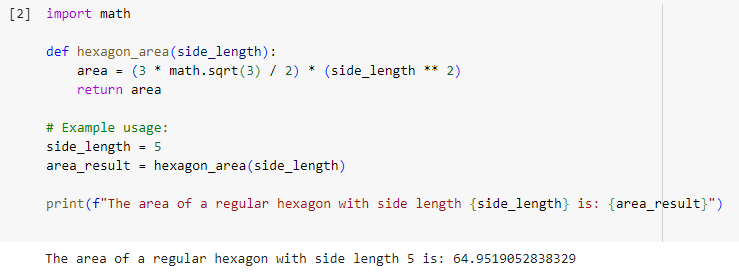 [2] import math
def hexagon_area(side_length):
    area = (3 * math.sqrt(3) / 2) * (side_length ** 2)
    return area
# Example usage:
side_length = 5
area_result = hexagon_area(side_length)
print(f"The area of a regular hexagon with side length {side_length} is: {area_result}")
The area of a regular hexagon with side length 5 is: 64.9519052838329